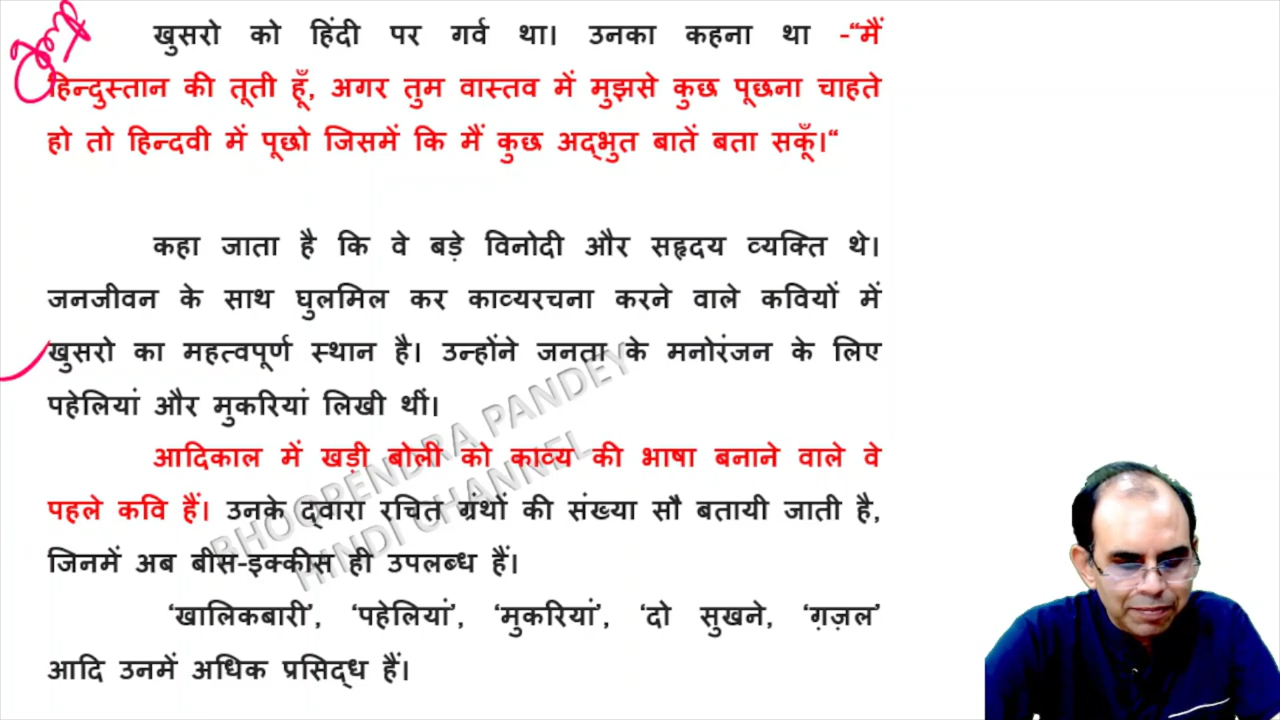 खुसरो को हिंदी पर गर्व था। उनका कहना था -“मैं
हिन्दुस्तान की तूती हूँ, अगर तुम वास्तव में मुझसे कुछ पूछना चाहते
हो तो हिन्दवी में पूछो जिसमें कि मैं कुछ अद्भुत बातें बता सकूँ।“
कहा जाता है कि वे बड़े विनोदी और सहृदय व्यक्ति थे।
जनजीवन के साथ घुलमिल कर काव्यरचना करने वाले कवियों में
खुसरो का महत्वपूर्ण स्थान है। उन्होंने जनता के मनोरंजन के लिए
पहेलियां और मुकरियां लिखी थीं।
आदिकाल में खड़ी बोली को काव्य की भाषा बनाने वाले वे
पहले कवि हैं। उनके द्वारा रचित ग्रंथों की संख्या सौ बतायी जाती है,
जिनमें अब बीस-इक्कीस ही उपलब्ध हैं।
‘खालिकबारी’, ‘पहेलियां’, ‘मुकरियां’, ‘दो सुखने, ‘ग़ज़ल’
आदि उनमें अधिक प्रसिद्ध हैं।
BHOOPENDRA PANDEY
HINDI CHANNEL